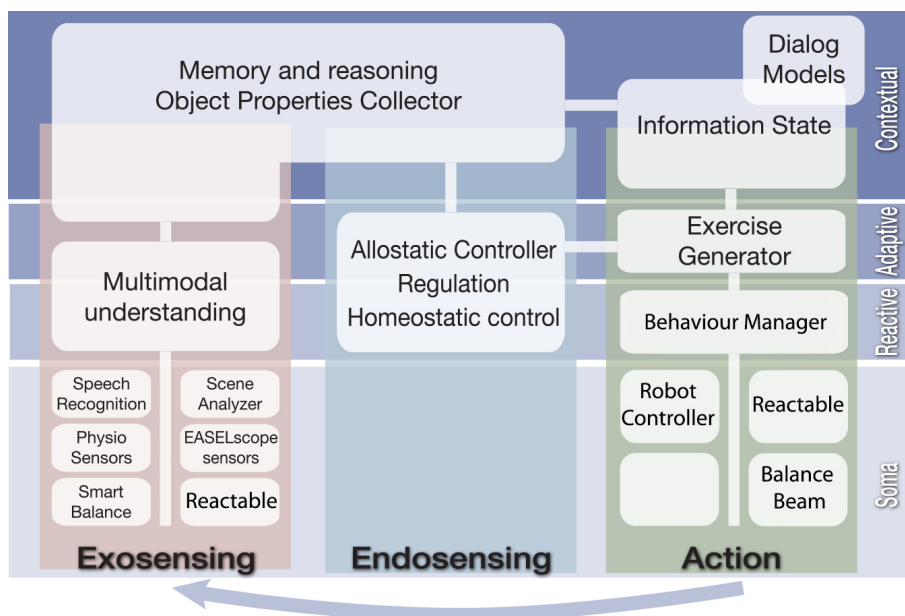 Memory and reasoning
Object Properties Collector
Dialog
Models
Information State
Contextual
Multimodal
understanding
Allostatic Controller
Regulation
Homeostatic control
Exercise
Generator
Adaptive
Behaviour Manager
Reactive
Speech
Recognition
Scene
Analyzer
Physio
Sensors
EASELscope
sensors
Smart
Balance
Reactable
Robot
Controller
Reactable
Balance
Beam
Soma
Exosensing
Endosensing
Action